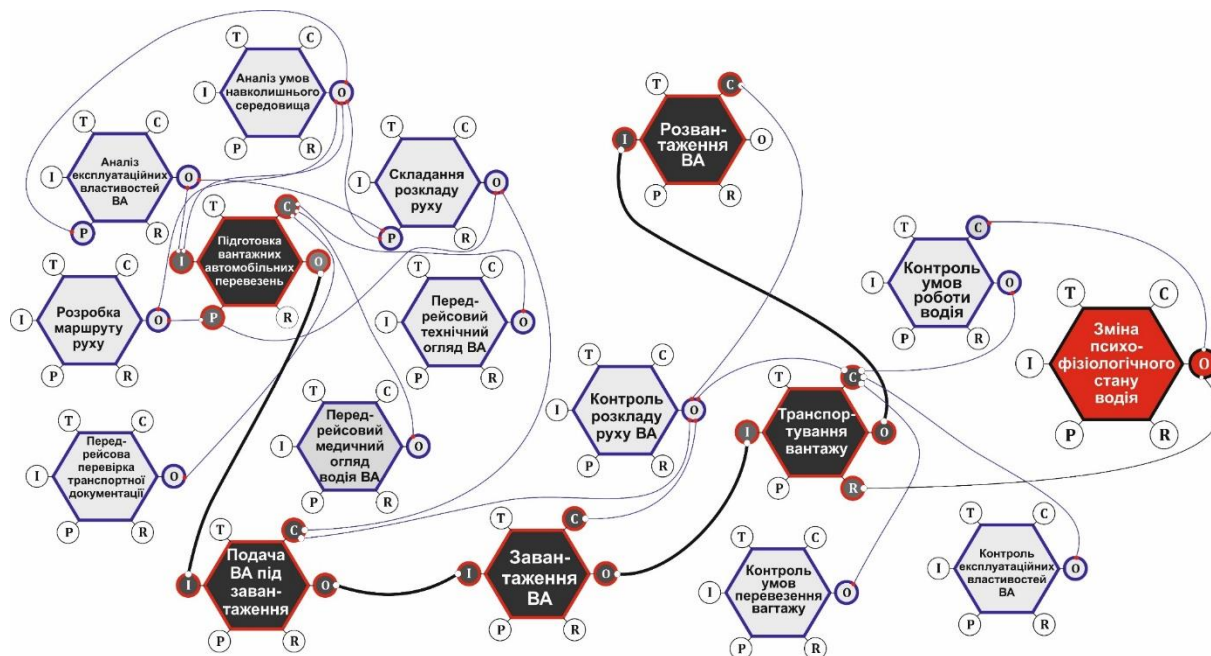 T
C
Аналіз умов
навколишнього
середовища
I
O
P
R
T
C
Аналіз
експлуатаційних
властивостей
ВА
I
O
P
R
T
C
Складання
розкладу
руху
I
O
P
R
T
C
Розван-
таження
ВА
I
O
P
R
T
C
Підготовка
вантажних
автомобільних
перевезень
I
O
P
R
T
C
Розробка
маршруту
руху
I
O
P
R
T
C
Перед-
рейсовий
технічний
огляд ВА
I
O
P
R
T
C
Контроль
умов
роботи
водія
I
O
P
R
T
C
Зміна
психо-
фізіологічного
стану
водія
I
O
P
R
T
C
Перед-
рейсова
перевірка
транспортної
документації
I
O
P
R
T
C
Перед-
рейсовий
медичний
огляд
водія ВА
I
O
P
R
T
C
Контроль
розкладу
руху ВА
I
O
P
R
T
C
Транспор-
тування
вантажу
I
O
P
R
T
C
Подача
ВА під
заван-
таження
I
O
P
R
T
C
Заван-
таження
ВА
I
O
P
R
T
C
Контроль
умов
перевезення
вагтажу
I
O
P
R
T
C
Контроль
експлуатаційних
властивостей
ВА
I
O
P
R